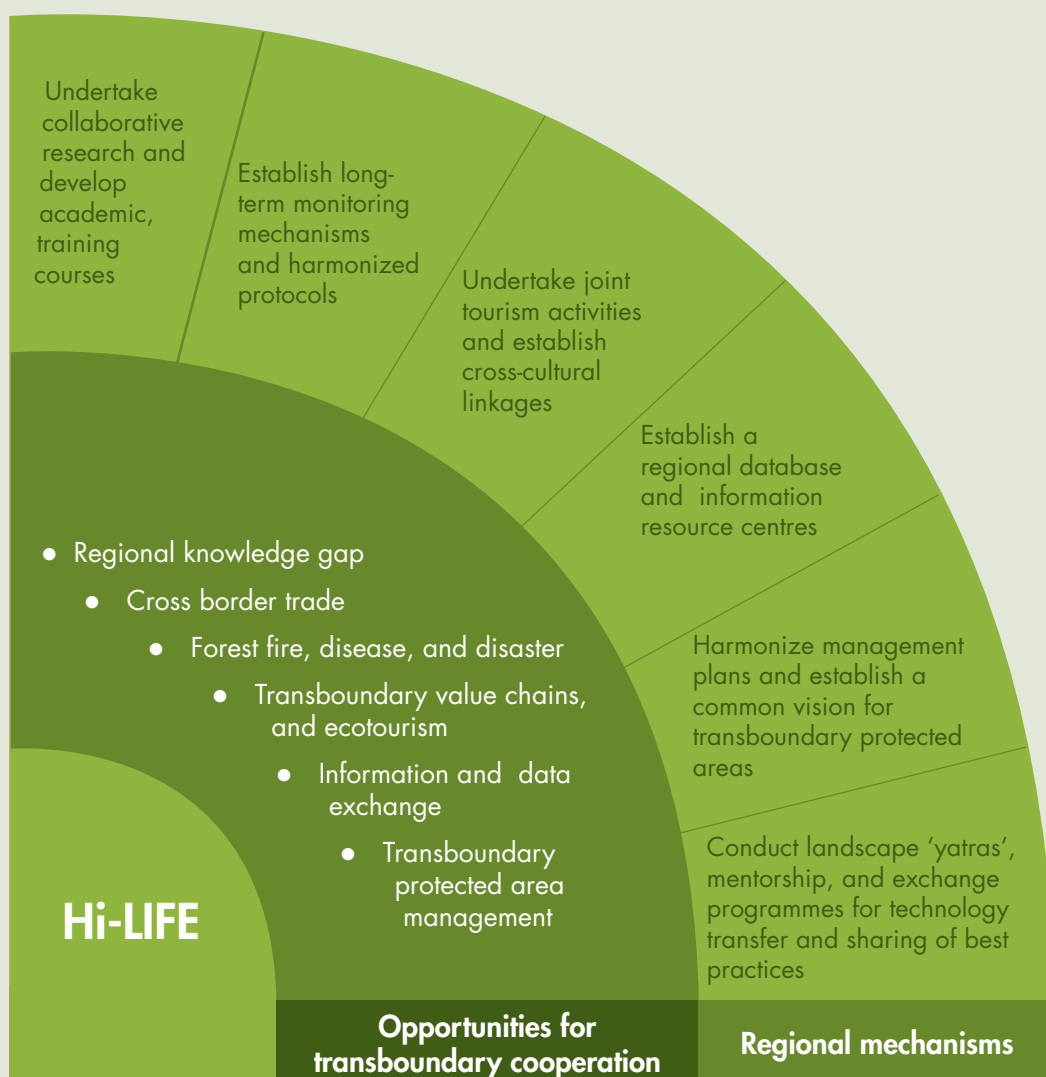 Undertake
collaborative
research and
develop
academic,
training
courses
Establish long-
term monitoring
mechanisms
and harmonized
protocols
Undertake joint
tourism activities
and establish
cross-cultural
linkages
Establish a
regional database
and information
resource centres
Harmonize management
plans and establish a
common vision for
transboundary protected
areas
Conduct landscape ‘yatras’,
mentorship, and exchange
programmes for technology
transfer and sharing of best
practices
● Regional knowledge gap
● Cross border trade
● Forest fire, disease, and disaster
● Transboundary value chains,
and ecotourism
● Information and data
exchange
● Transboundary
protected area
management
Hi-LIFE
Opportunities for
transboundary cooperation
Regional mechanisms